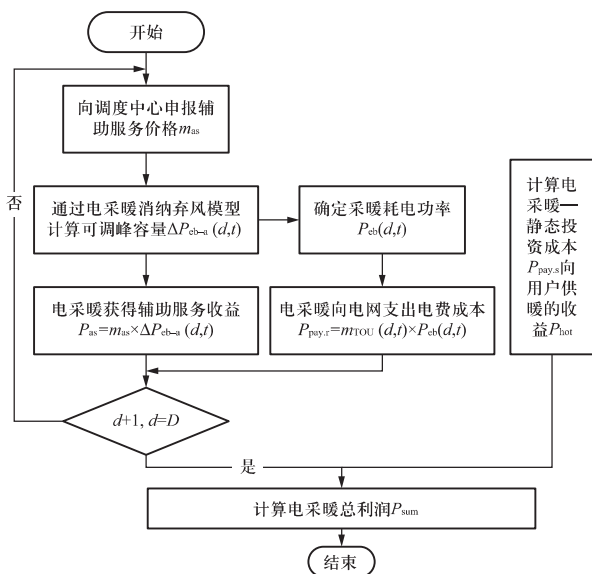 开始
向调度中心申报辅
助服务价格mas
否
通过电采暖消纳弃风模型
计算可调峰容量ΔPeb–a (d,t)
确定采暖耗电功率
Peb(d,t)
计算电
采暖—
静态投
资成本
Ppay.s向
用户供
暖的收
益Phot
电采暖获得辅助服务收益
Pas=mas×ΔPeb–a (d,t)
电采暖向电网支出电费成本
Ppay.r=mTOU (d,t)×Peb(d,t)
d+1, d=D
是
计算电采暖总利润Psum
结束